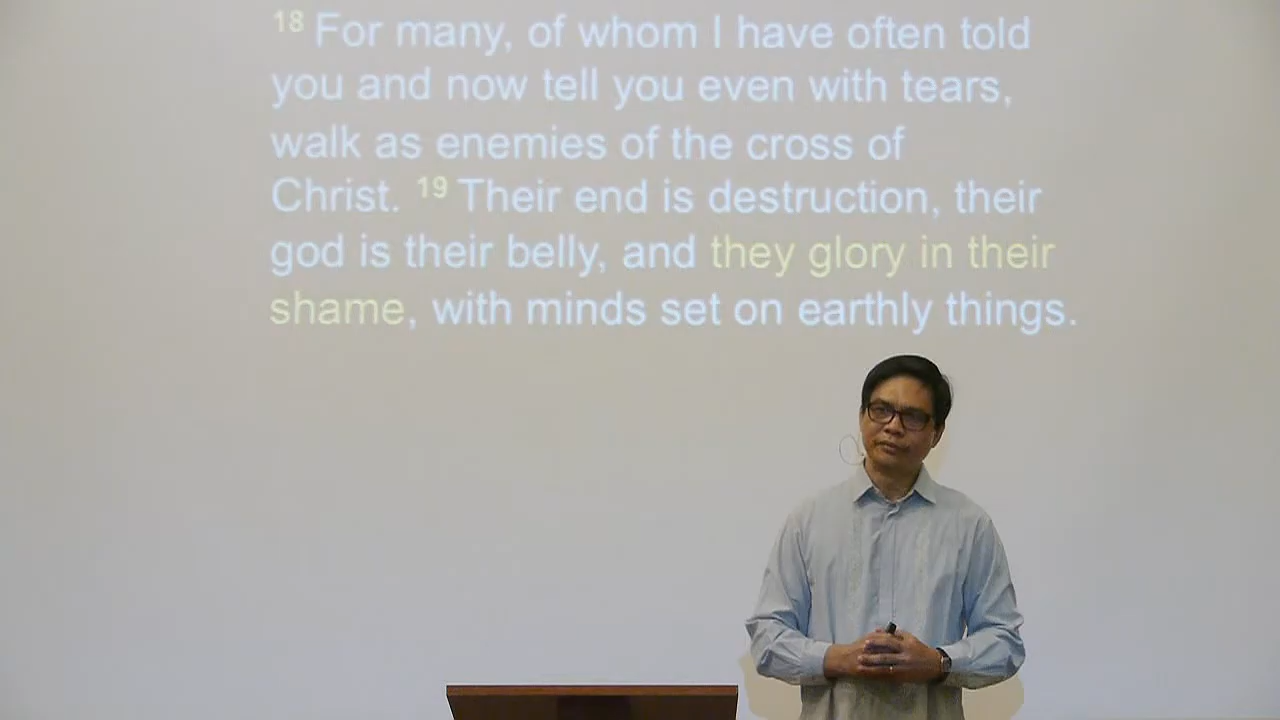 18 For many, of whom I have often told
you and now tell you even with tears,
walk as enemies of the cross of
Christ. 19 Their end is destruction, their
god is their belly, and they glory in their
shame, with minds set on earthly things.